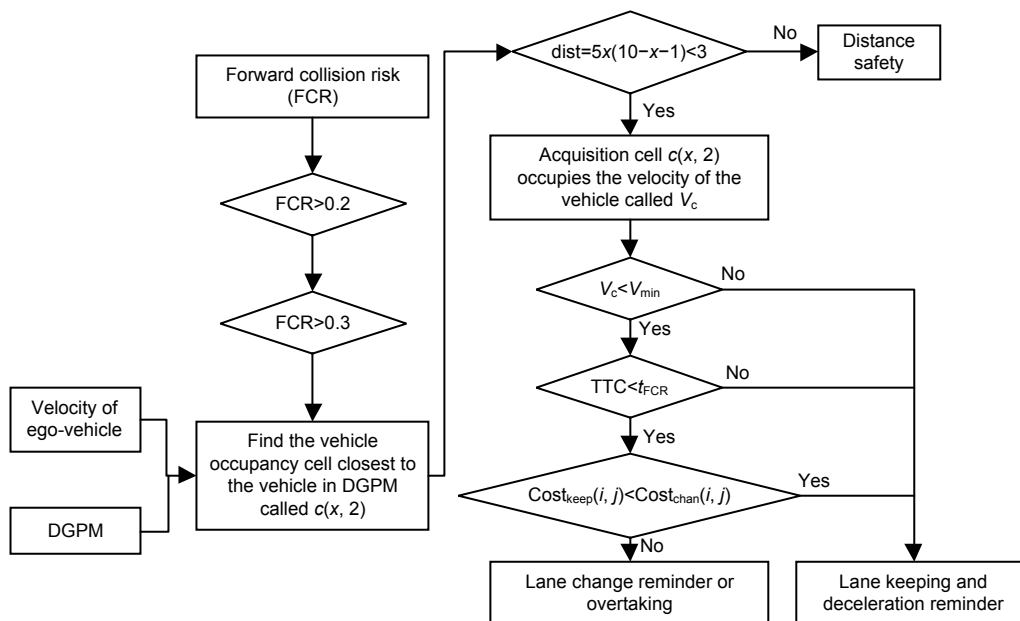 Forward collision risk
(FCR)
FCR>0.2
FCR>0.3
Velocity of
ego-vehicle
DGPM
Find the vehicle
occupancy cell closest to
the vehicle in DGPM
called c(x, 2)
dist=5x(10−x−1)<3
No
Distance
safety
Yes
Acquisition cell c(x, 2)
occupies the velocity of the
vehicle called Vc
Vc<Vmin
No
Yes
TTC<tFCR
No
Yes
Costkeep(i, j)<Costchan(i, j)
Yes
No
Lane change reminder or
overtaking
Lane keeping and
deceleration reminder